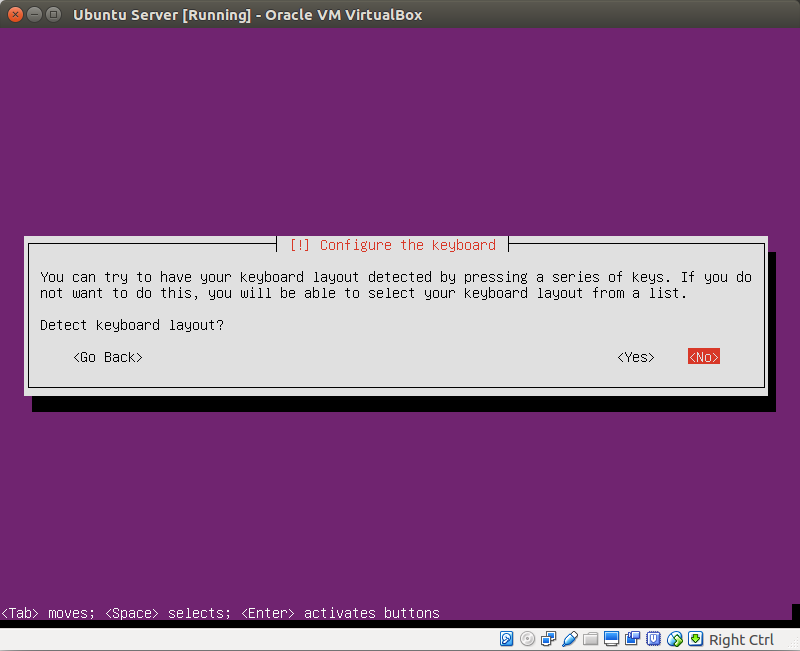 Ubuntu Server [Running] - Oracle VM VirtualBox
[!] Configure the keyboard
You can try to have your keyboard layout detected by pressing a series of keys. If you do
not want to do this, you will be able to select your keyboard layout from a list.
Detect keyboard layout?
<Go Back> <Yes> <No>
<Tab> moves; <Space> selects; <Enter> activates buttons
Right Ctrl